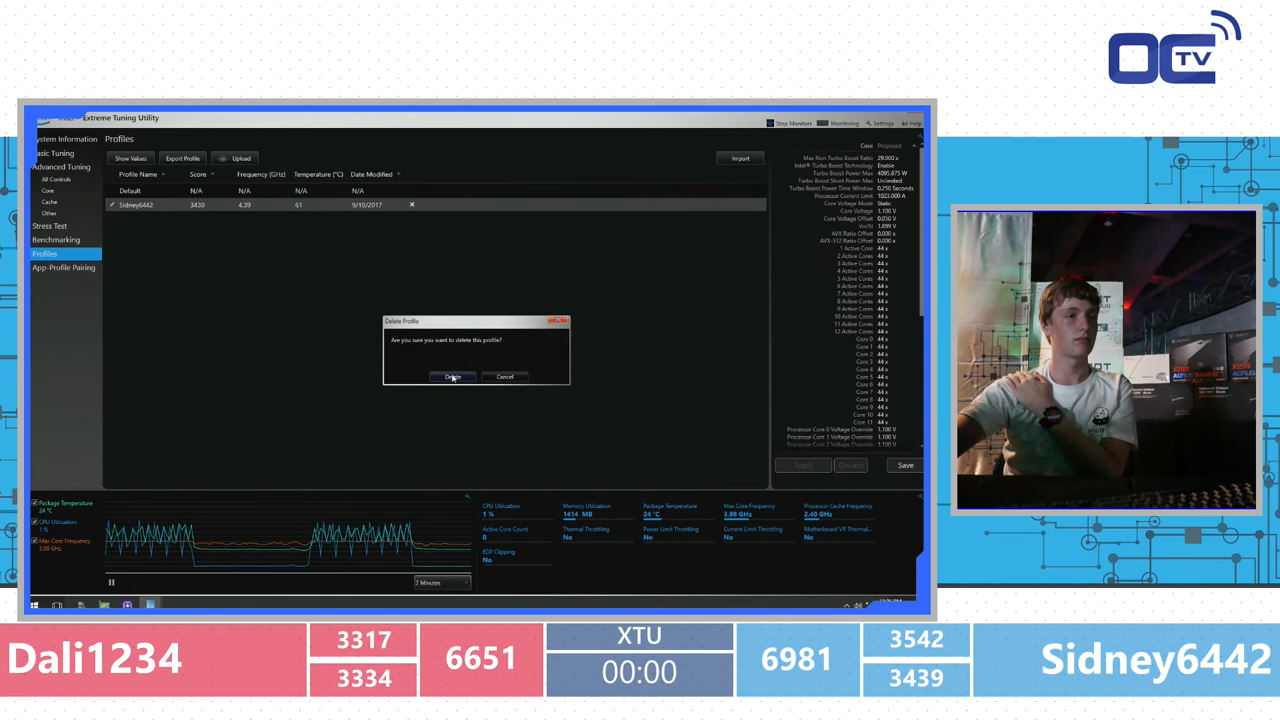 OC TV
Extreme Tuning Utility
Stop Monitors Monitoring Settings Help
System Information
Basic Tuning
Advanced Tuning
All Controls
Core
Cache
Other
Stress Test
Benchmarking
Profiles
App-Profile Pairing
Profiles
Show Values Export Profile Upload Import
Profile Name Score Frequency (GHz) Temperature (°C) Date Modified
Default N/A N/A N/A N/A
Sidney6442 3430 4.39 61 9/10/2017
Delete Profile
Are you sure you want to delete this profile?
Delete Cancel
Core Proposed
Max Non Turbo Boost Ratio 29.000 x
Intel® Turbo Boost Technology Enable
Turbo Boost Power Max 4095.875 W
Turbo Boost Short Power Max Unlimited
Turbo Boost Power Time Window 0.250 Seconds
Processor Current Limit 1023.000 A
Core Voltage Mode Static
Core Voltage 1.100 V
Core Voltage Offset 0.050 V
VccIN 1.899 V
AVX Ratio Offset 0.000 x
AVX-512 Ratio Offset 0.000 x
1 Active Core 44 x
2 Active Cores 44 x
3 Active Cores 44 x
4 Active Cores 44 x
5 Active Cores 44 x
6 Active Cores 44 x
7 Active Cores 44 x
8 Active Cores 44 x
9 Active Cores 44 x
10 Active Cores 44 x
11 Active Cores 44 x
12 Active Cores 44 x
Core 0 44 x
Core 1 44 x
Core 2 44 x
Core 3 44 x
Core 4 44 x
Core 5 44 x
Core 6 44 x
Core 7 44 x
Core 8 44 x
Core 9 44 x
Core 10 44 x
Core 11 44 x
Processor Core 0 Voltage Override 1.100 V
Processor Core 1 Voltage Override 1.100 V
Processor Core 2 Voltage Override 1.100 V
Apply Discard Save
Package Temperature
24 °C
CPU Utilization
1 %
Max Core Frequency
3.99 GHz
2 Minutes
CPU Utilization Memory Utilization Package Temperature Max Core Frequency Processor Cache Frequency
1 % 1414 MB 24 °C 3.99 GHz 2.40 GHz
Active Core Count Thermal Throttling Power Limit Throttling Current Limit Throttling Motherboard VR Thermal...
0 No No No No
EDP Clipping
No
Dali1234
3317
3334
6651
XTU
00:00
6981
3542
3439
Sidney6442